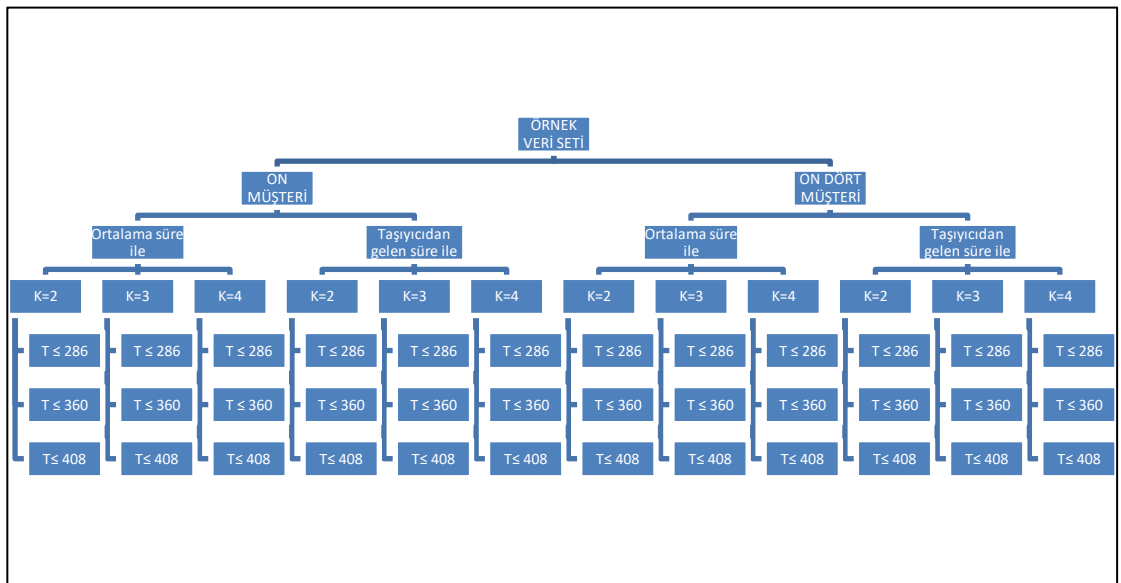 ÖRNEK
VERİ SETİ
ON
MÜŞTERİ
ON DÖRT
MÜŞTERİ
Ortalama süre
ile
Taşıyıcıdan
gelen süre ile
Ortalama süre
ile
Taşıyıcıdan
gelen süre ile
K=2 K=3 K=4 K=2 K=3 K=4 K=2 K=3 K=4 K=2 K=3 K=4
T ≤ 286 T ≤ 286 T ≤ 286 T ≤ 286 T ≤ 286 T ≤ 286 T ≤ 286 T ≤ 286 T ≤ 286 T ≤ 286 T ≤ 286 T ≤ 286
T ≤ 360 T ≤ 360 T ≤ 360 T ≤ 360 T ≤ 360 T ≤ 360 T ≤ 360 T ≤ 360 T ≤ 360 T ≤ 360 T ≤ 360 T ≤ 360
T≤ 408 T≤ 408 T≤ 408 T≤ 408 T≤ 408 T≤ 408 T≤ 408 T≤ 408 T≤ 408 T≤ 408 T≤ 408 T≤ 408